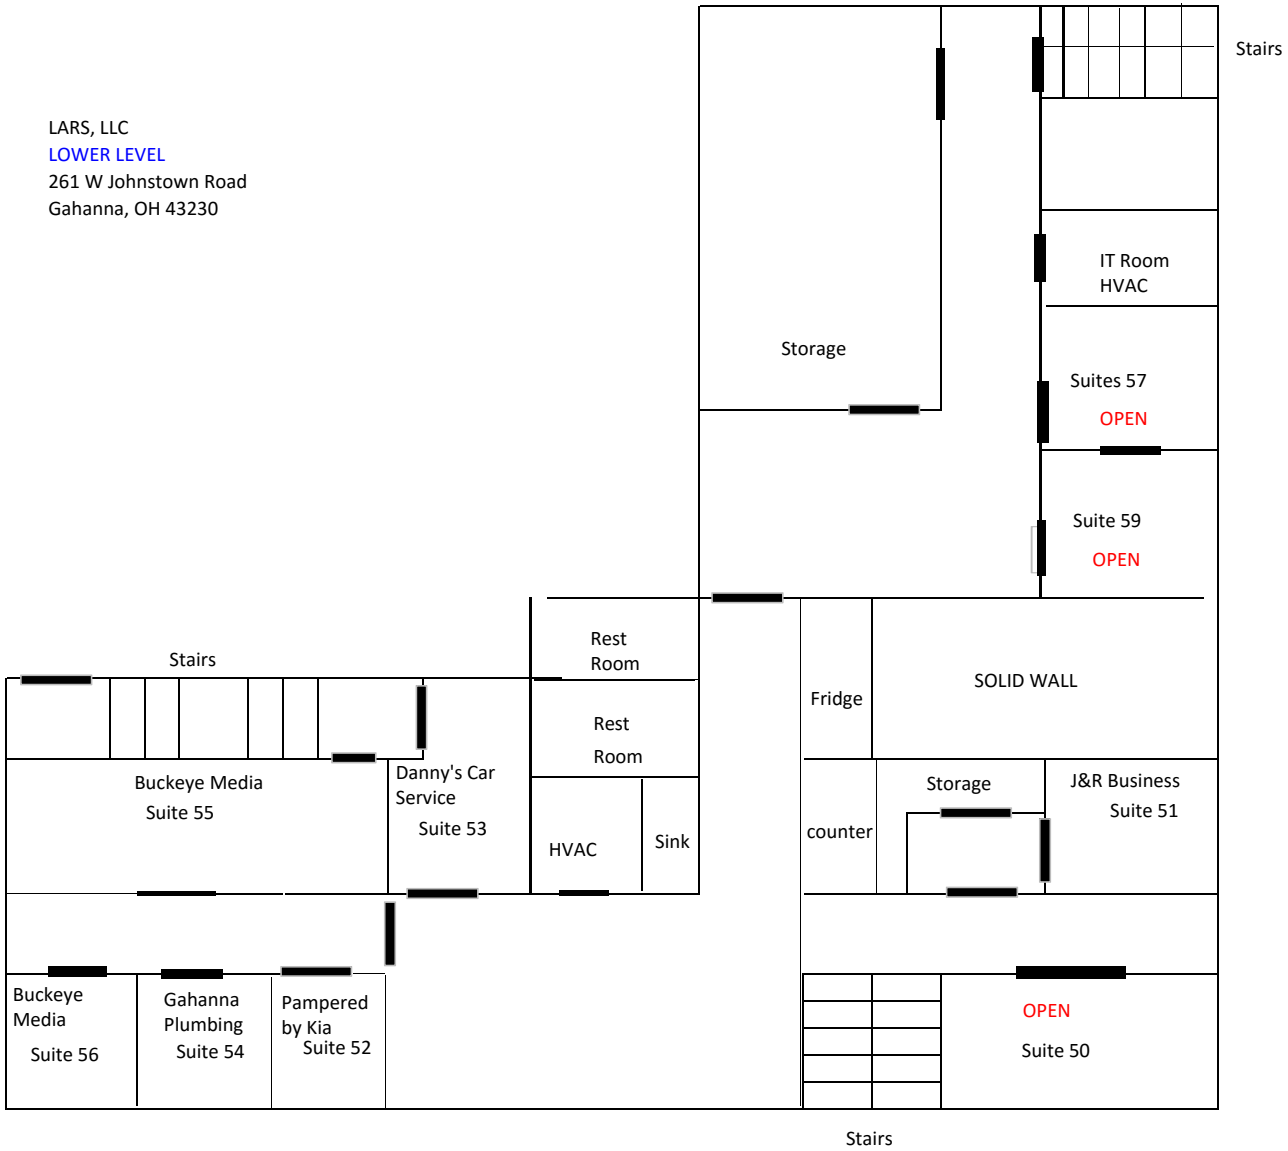 Stairs
LARS, LLC
LOWER LEVEL
261 W Johnstown Road
Gahanna, OH 43230
IT Room
HVAC
Storage
Suites 57
OPEN
Suite 59
OPEN
Rest
Room
Stairs
Fridge
SOLID WALL
Rest
Room
Buckeye Media
Suite 55
Danny's Car
Service
Suite 53
HVAC
Sink
counter
Storage
J&R Business
Suite 51
Buckeye
Media
Suite 56
Gahanna
Plumbing
Suite 54
Pampered
by Kia
Suite 52
OPEN
Suite 50
Stairs